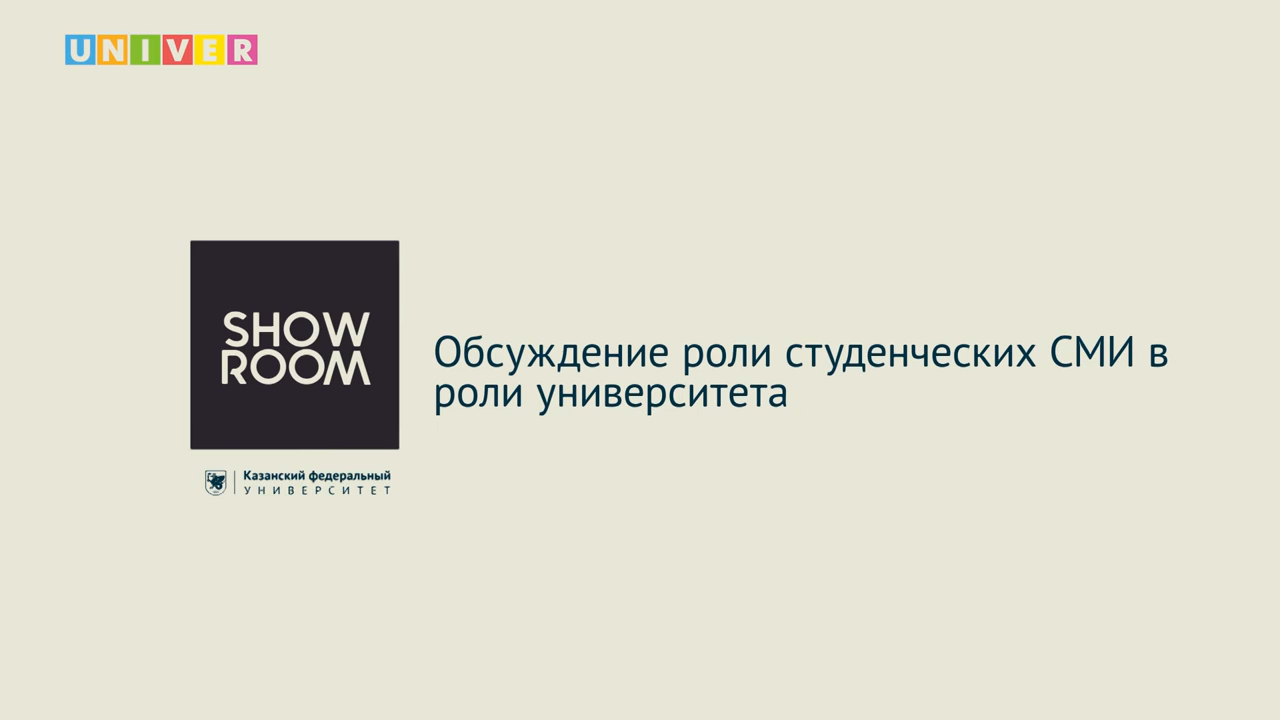 UNIVER
SHOW
ROOM
Обсуждение роли студенческих СМИ в
роли университета
Казанский федеральный
УНИВЕРСИТЕТ